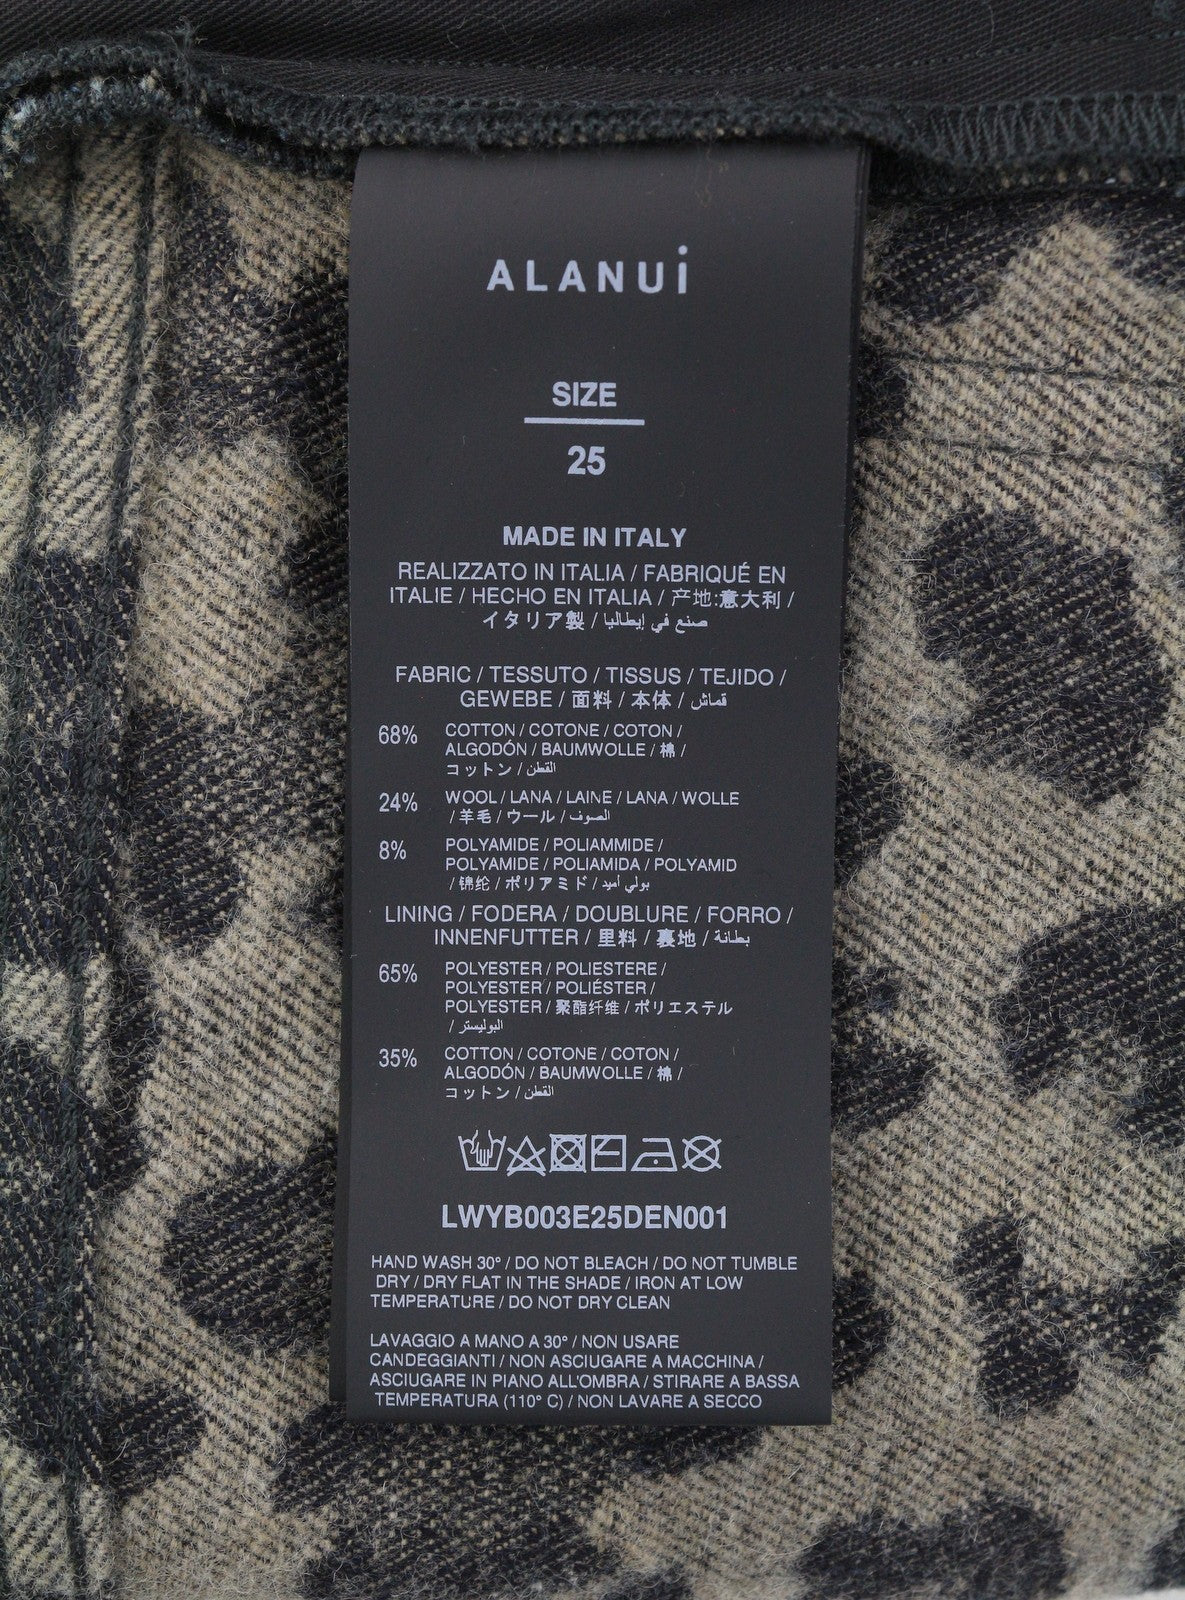 ALANUi
SIZE
25
MADE IN ITALY
REALIZZATO IN ITALIA / FABRIQUÉ EN
ITALIE / HECHO EN ITALIA / 产地:意大利 /
イタリア製 / صنع في إيطاليا
FABRIC / TESSUTO / TISSUS / TEJIDO /
GEWEBE / 面料 / 本体 / قماش
68% COTTON / COTONE / COTON /
ALGODÓN / BAUMWOLLE / 棉 /
コットン / القطن
24% WOOL / LANA / LAINE / LANA / WOLLE
/ 羊毛 / ウール / الصوف
8% POLYAMIDE / POLIAMMIDE /
POLYAMIDE / POLIAMIDA / POLYAMID
/ 锦纶 / ポリアミド / بولي أميد
LINING / FODERA / DOUBLURE / FORRO /
INNENFUTTER / 里料 / 裏地 / بطانة
65% POLYESTER / POLIESTERE /
POLYESTER / POLIÉSTER /
POLYESTER / 聚酯纤维 / ポリエステル
/ البوليستر
35% COTTON / COTONE / COTON /
ALGODÓN / BAUMWOLLE / 棉 /
コットン / القطن
LWYB003E25DEN001
HAND WASH 30° / DO NOT BLEACH / DO NOT TUMBLE
DRY / DRY FLAT IN THE SHADE / IRON AT LOW
TEMPERATURE / DO NOT DRY CLEAN
LAVAGGIO A MANO A 30° / NON USARE
CANDEGGIANTI / NON ASCIUGARE A MACCHINA /
ASCIUGARE IN PIANO ALL'OMBRA / STIRARE A BASSA
TEMPERATURA (110° C) / NON LAVARE A SECCO